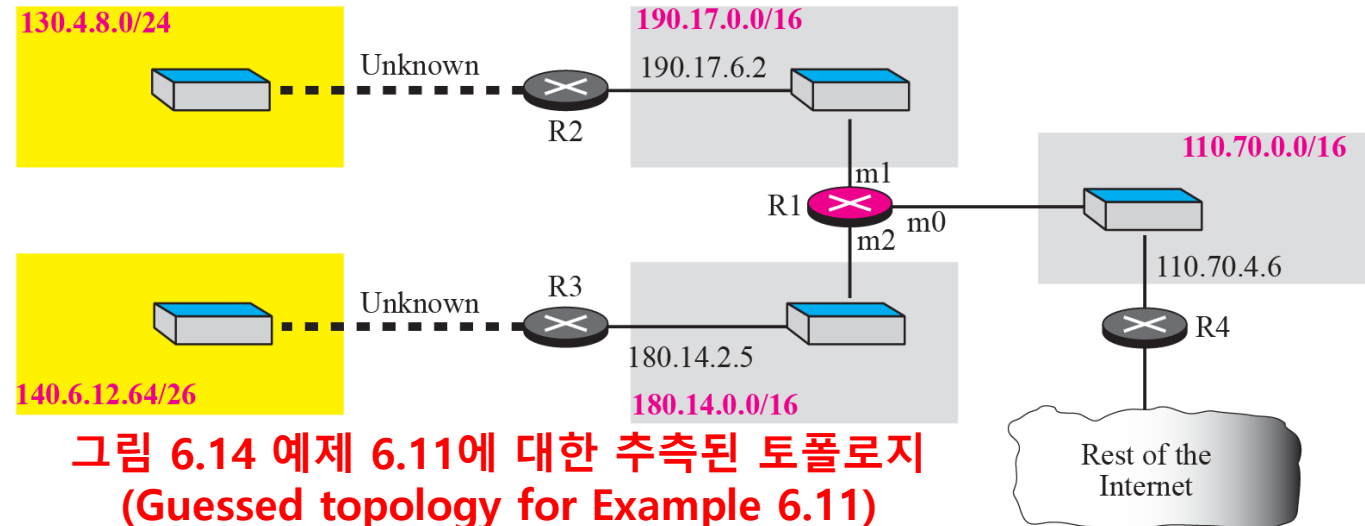 130.4.8.0/24
190.17.0.0/16
Unknown
190.17.6.2
R2
110.70.0.0/16
m1
R1
m0
m2
110.70.4.6
R3
Unknown
R4
180.14.2.5
140.6.12.64/26
180.14.0.0/16
그림 6.14 예제 6.11에 대한 추측된 토폴로지
(Guessed topology for Example 6.11)
Rest of the
Internet